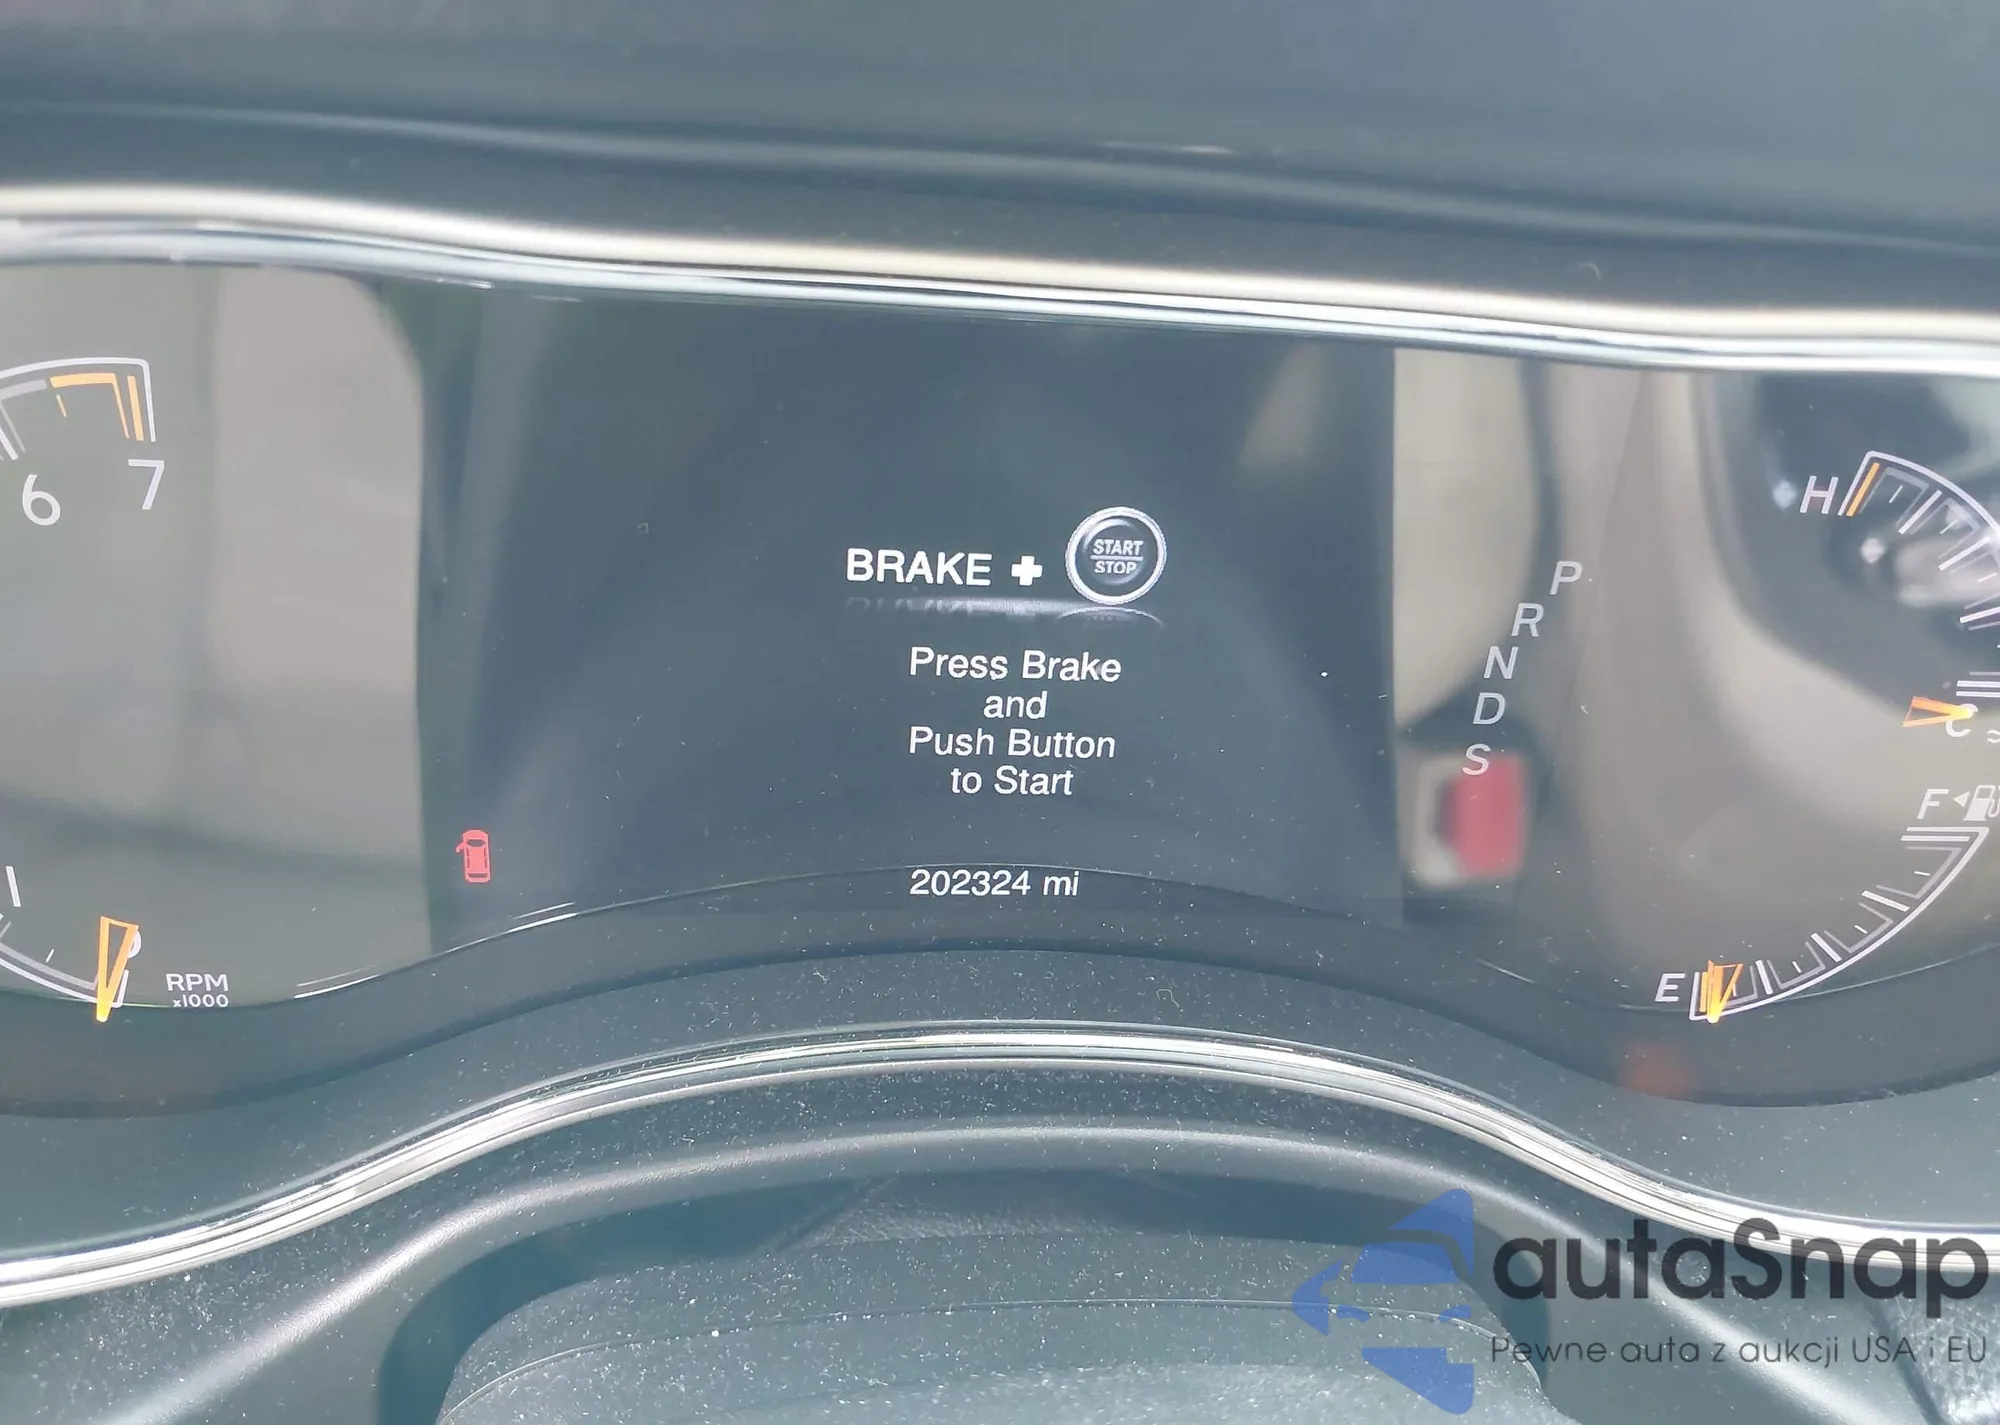 6
7
H
BRAKE +
START
STOP
P
R
N
D
S
Press Brake
and
Push Button
to Start
C
F
1
202324 mi
E
RPM
x1000
autaSnap
Pewne auta z aukcji USA i EU